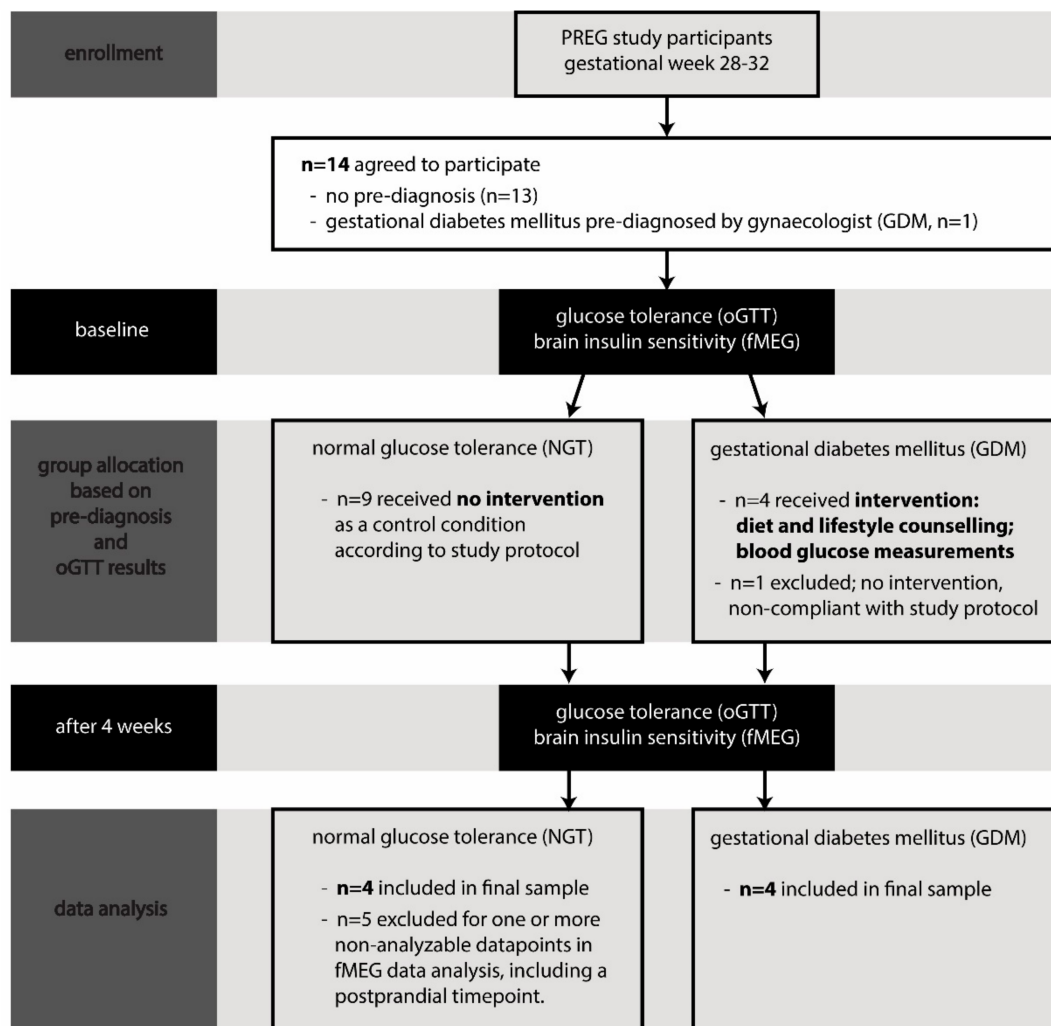 enrollment
PREG study participants
gestational week 28-32
n=14 agreed to participate
- no pre-diagnosis (n=13)
- gestational diabetes mellitus pre-diagnosed by gynaecologist (GDM, n=1)
baseline
glucose tolerance (oGTT)
brain insulin sensitivity (fMEG)
group allocation
based on
pre-diagnosis
and
oGTT results
normal glucose tolerance (NGT)
- n=9 received no intervention
as a control condition
according to study protocol
gestational diabetes mellitus (GDM)
- n=4 received intervention:
diet and lifestyle counselling;
blood glucose measurements
- n=1 excluded; no intervention,
non-compliant with study protocol
after 4 weeks
glucose tolerance (oGTT)
brain insulin sensitivity (fMEG)
data analysis
normal glucose tolerance (NGT)
- n=4 included in final sample
- n=5 excluded for one or more
non-analyzable datapoints in
fMEG data analysis, including a
postprandial timepoint.
gestational diabetes mellitus (GDM)
- n=4 included in final sample